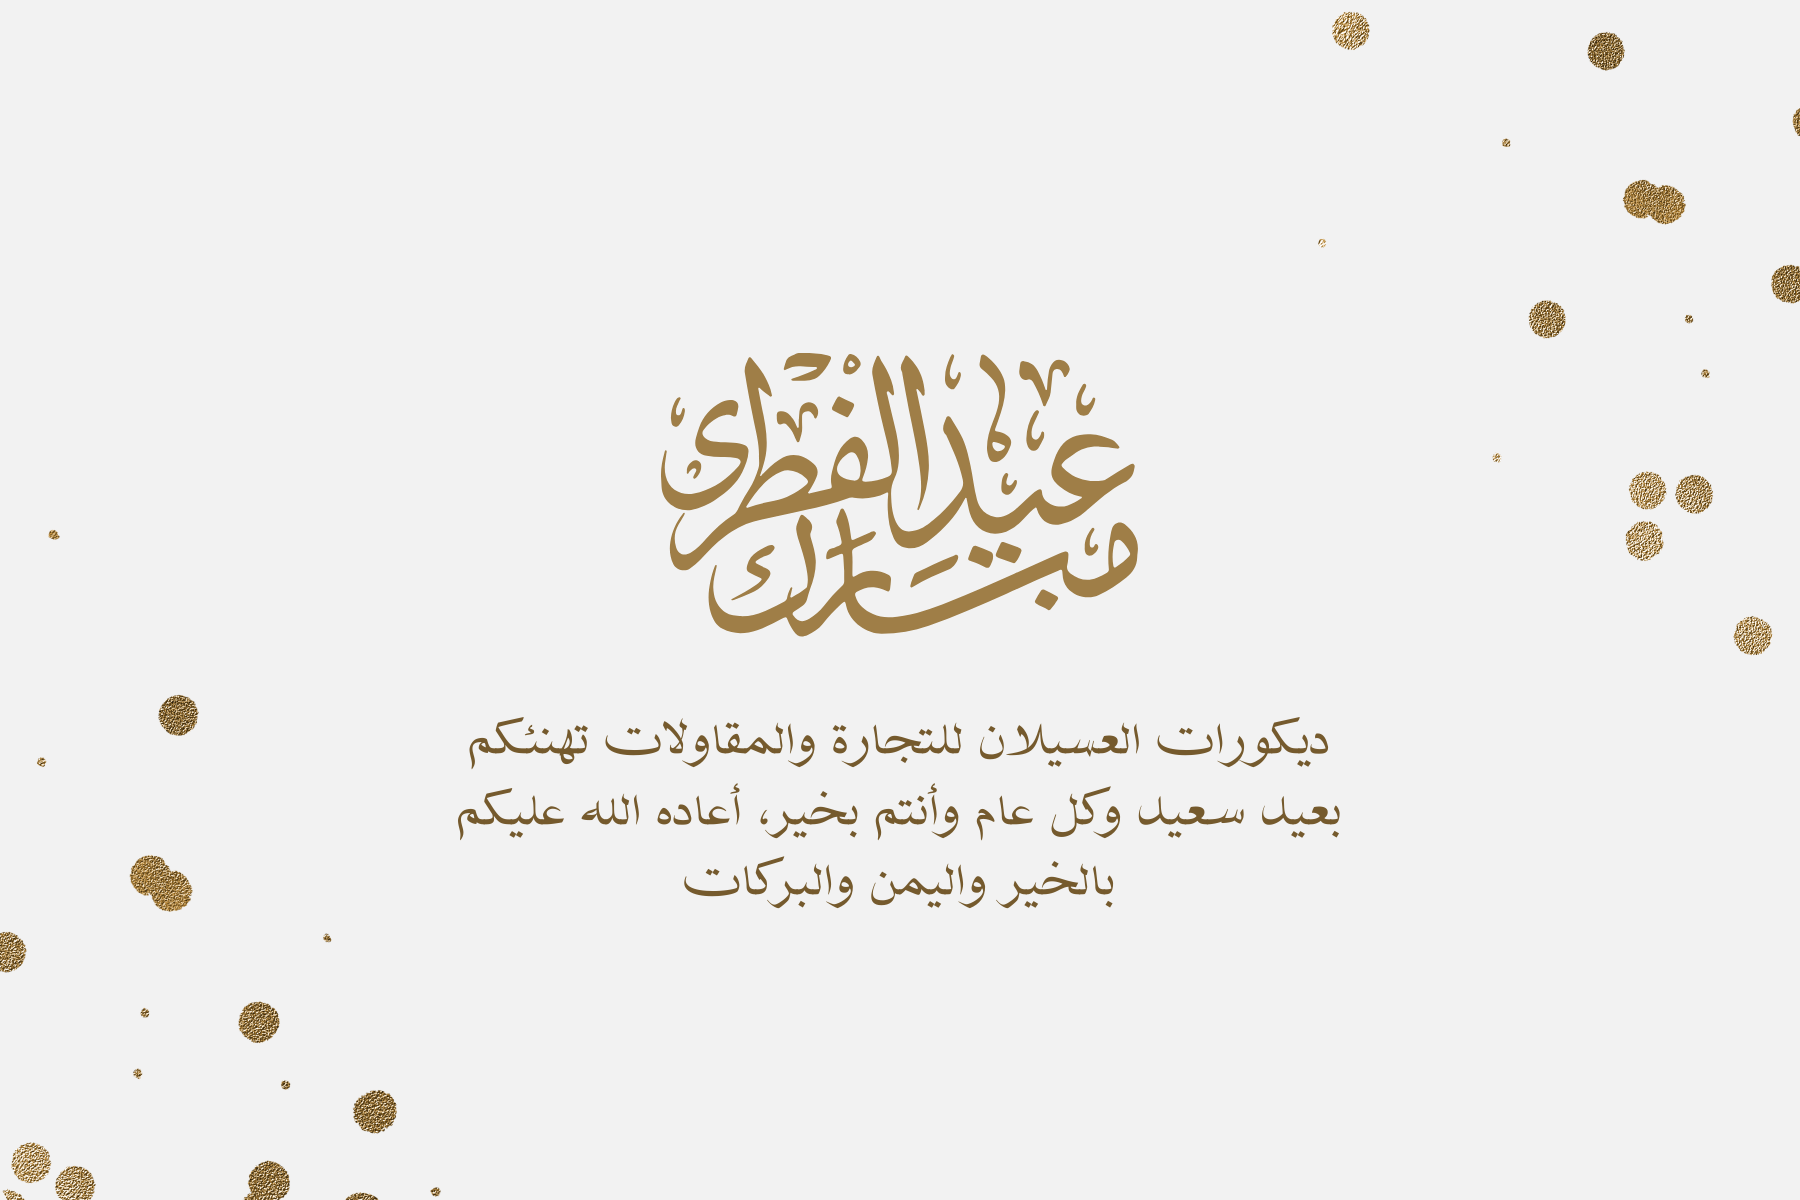 عيد الفطر مبارك
ديكورات العسيلان للتجارة والمقاولات تهنئكم
بعيد سعيد وكل عام وأنتم بخير، أعاده الله عليكم
بالخير واليمن والبركات